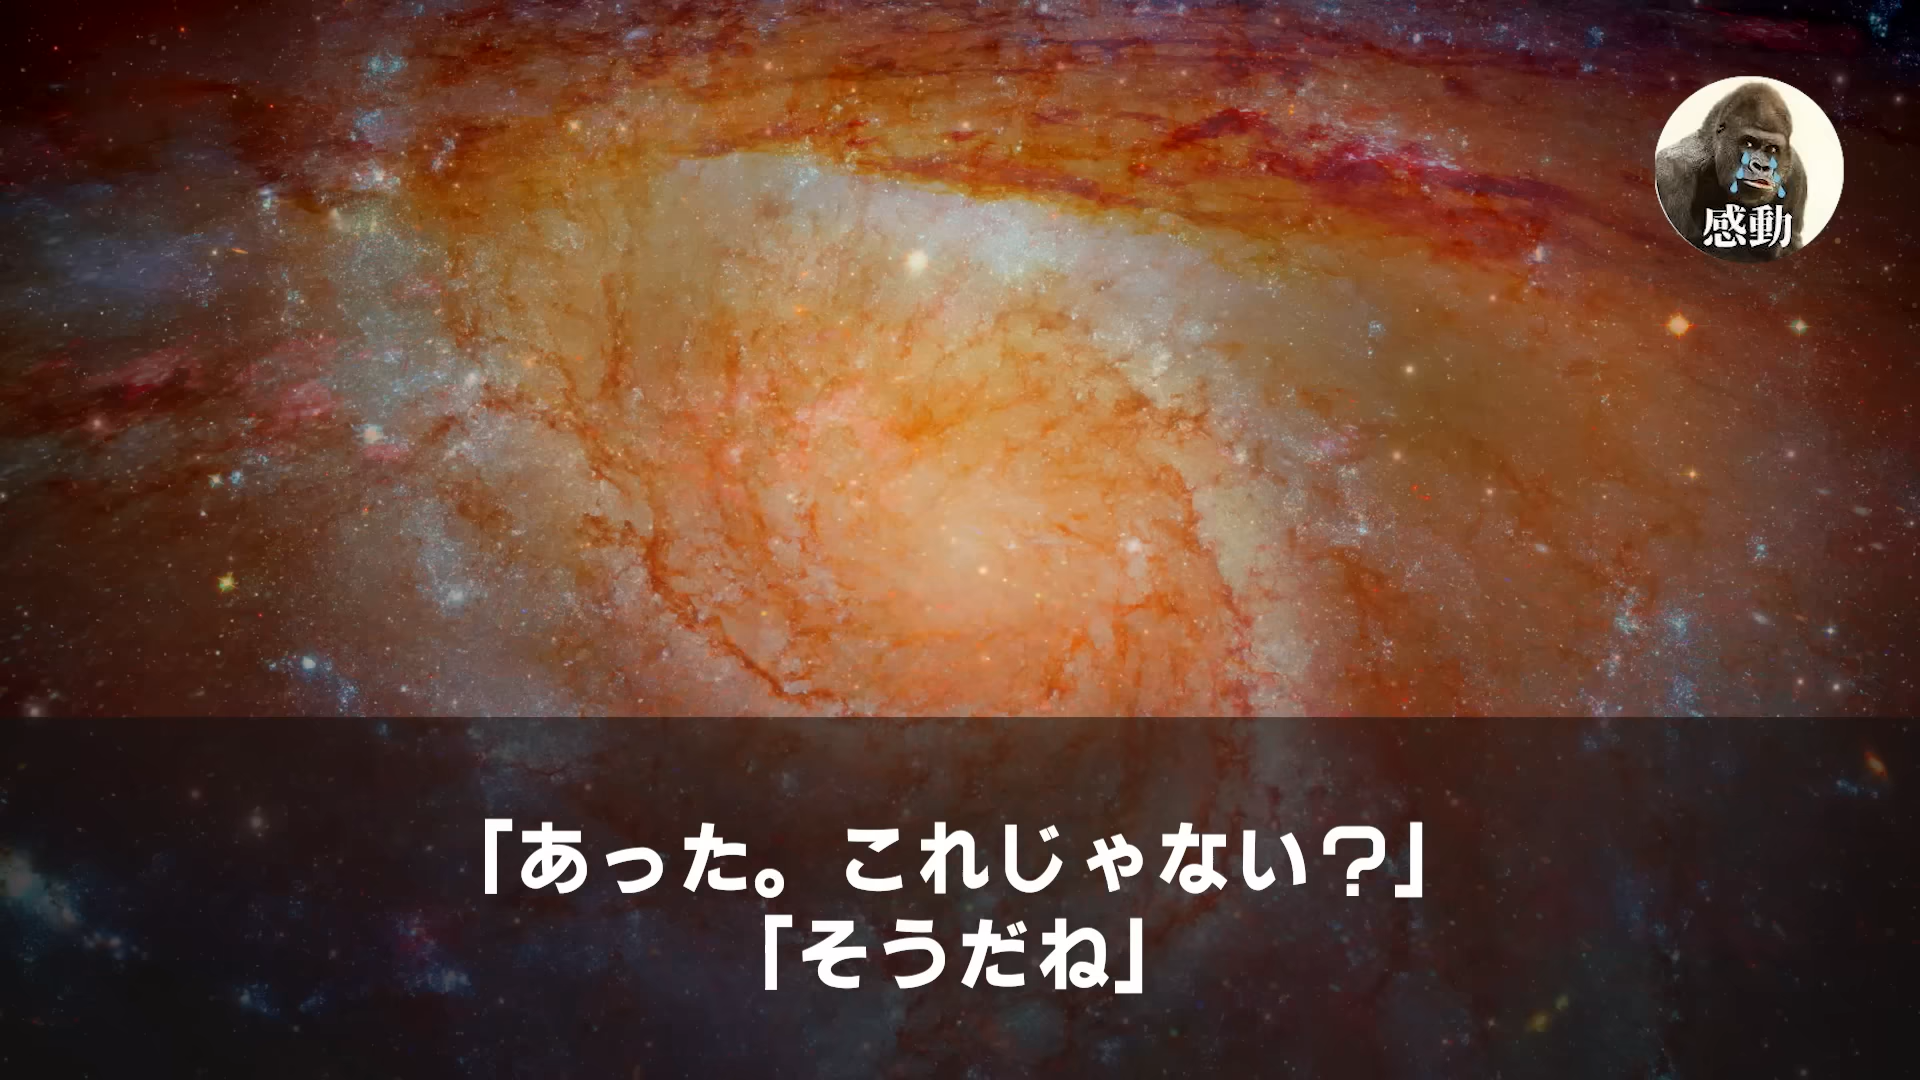 感動
「あった。これじゃない？」
「そうだね」